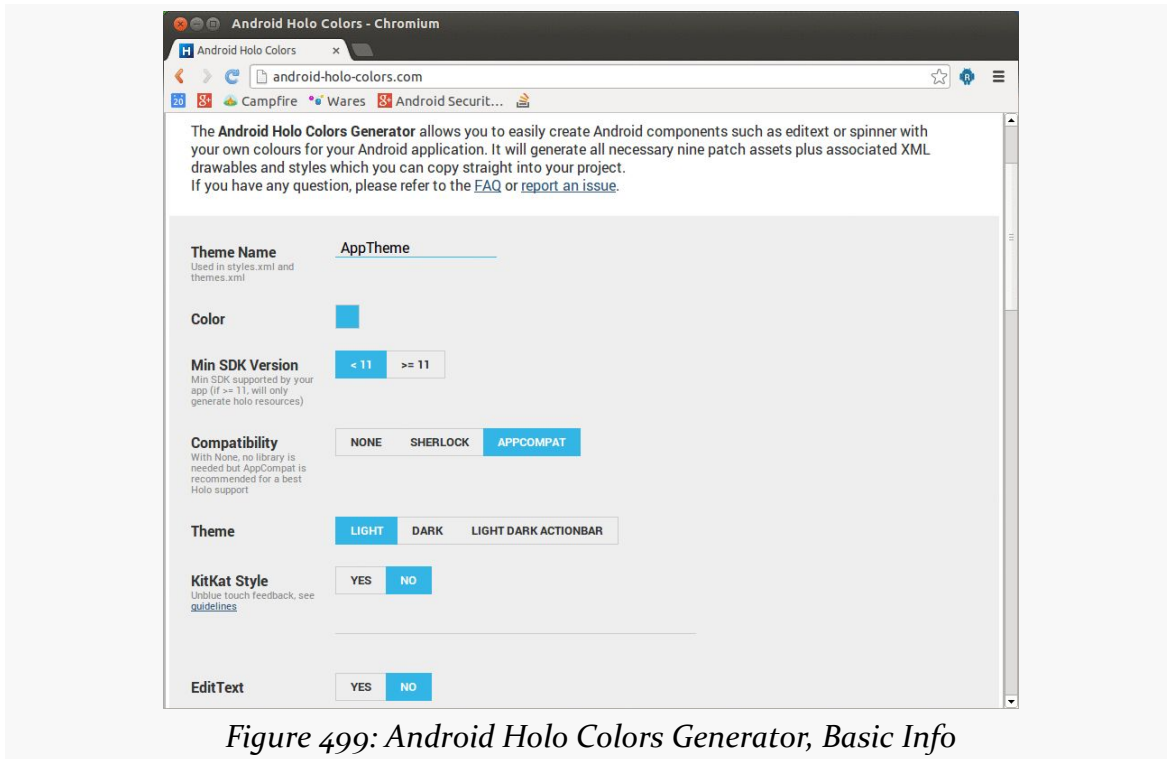 Android Holo Colors - Chromium
Android Holo Colors
android-holo-colors.com
20 Campfire Wares Android Securit...
The Android Holo Colors Generator allows you to easily create Android components such as editext or spinner with
your own colours for your Android application. It will generate all necessary nine patch assets plus associated XML
drawables and styles which you can copy straight into your project.
If you have any question, please refer to the FAQ or report an issue.
Theme Name
AppTheme
Used in styles.xml and
themes.xml
Color
Min SDK Version
< 11 >= 11
Min SDK supported by your
app (if >= 11, will only
generate holo resources)
Compatibility
NONE SHERLOCK APPCOMPAT
With None, no library is
needed but AppCompat is
recommended for a best
Holo support
Theme
LIGHT DARK LIGHT DARK ACTIONBAR
KitKat Style
YES NO
Unblue touch feedback, see
guidelines
EditText
YES NO
Figure 499: Android Holo Colors Generator, Basic Info